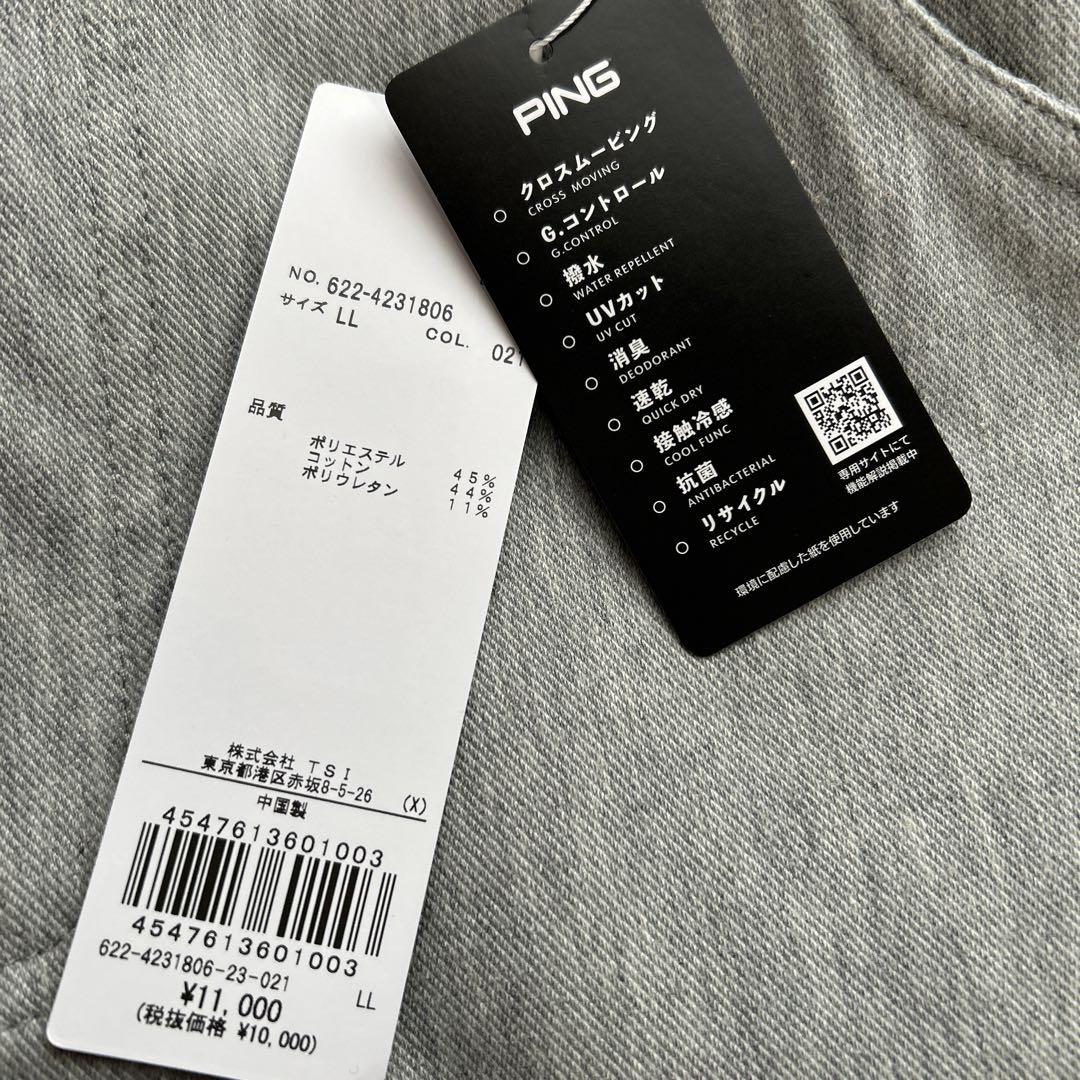 NO. 622-4231806
サイズ LL
COL. 021
品質
ポリエステル 45%
コットン 44%
ポリウレタン 11%
株式会社 TSI
東京都港区赤坂8-5-26 (X)
中国製
4547613601003
4547613601003
622-4231806-23-021
LL
¥11,000
(税抜価格 ¥10,000)
PING
クロスムービング
CROSS MOVING
G.コントロール
G.CONTROL
撥水
WATER REPELLENT
UVカット
UV CUT
消臭
DEODORANT
速乾
QUICK DRY
接触冷感
COOL FUNC
抗菌
ANTIBACTERIAL
リサイクル
RECYCLE
専用サイトにて
機能解説掲載中
環境に配慮した紙を使用しています